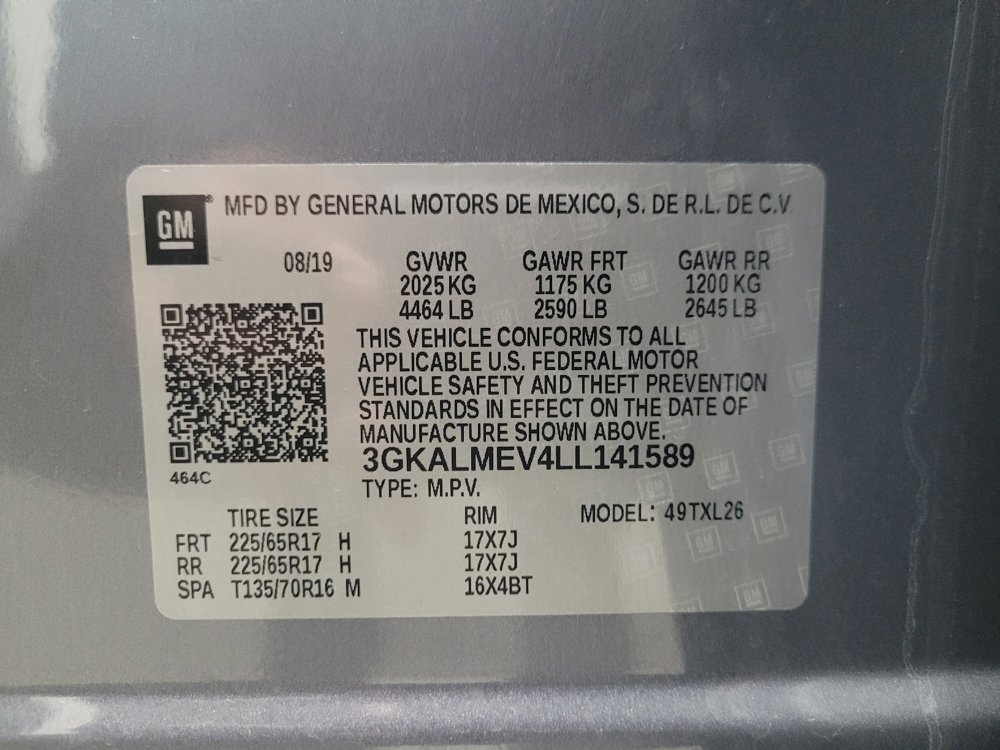 GM® MFD BY GENERAL MOTORS DE MEXICO, S. DE R.L. DE C.V
08/19 GVWR GAWR FRT GAWR RR
2025 KG 1175 KG 1200 KG
4464 LB 2590 LB 2645 LB
THIS VEHICLE CONFORMS TO ALL
APPLICABLE U.S. FEDERAL MOTOR
VEHICLE SAFETY AND THEFT PREVENTION
STANDARDS IN EFFECT ON THE DATE OF
MANUFACTURE SHOWN ABOVE.
3GKALMEV4LL141589
464C
TYPE: M.P.V.
TIRE SIZE RIM MODEL: 49TXL26
FRT 225/65R17 H 17X7J
RR 225/65R17 H 17X7J
SPA T135/70R16 M 16X4BT